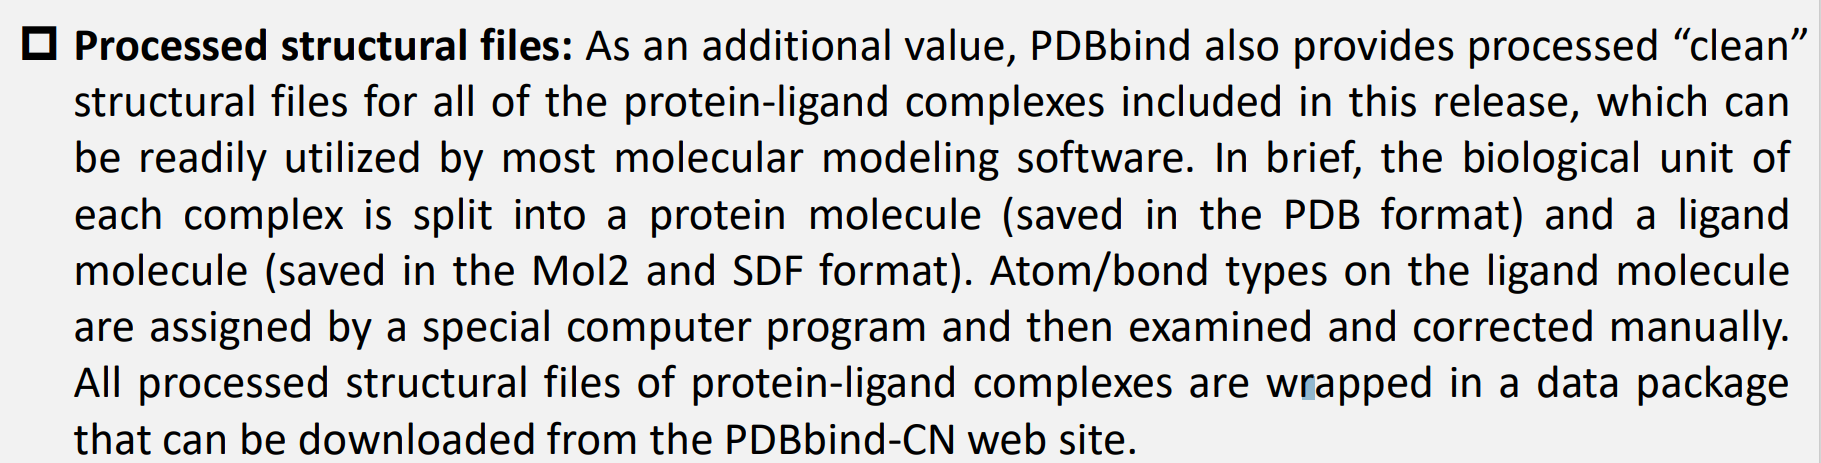 Processed structural files: As an additional value, PDBbind also provides processed “clean”
structural files for all of the protein-ligand complexes included in this release, which can
be readily utilized by most molecular modeling software. In brief, the biological unit of
each complex is split into a protein molecule (saved in the PDB format) and a ligand
molecule (saved in the Mol2 and SDF format). Atom/bond types on the ligand molecule
are assigned by a special computer program and then examined and corrected manually.
All processed structural files of protein-ligand complexes are wrapped in a data package
that can be downloaded from the PDBbind-CN web site.